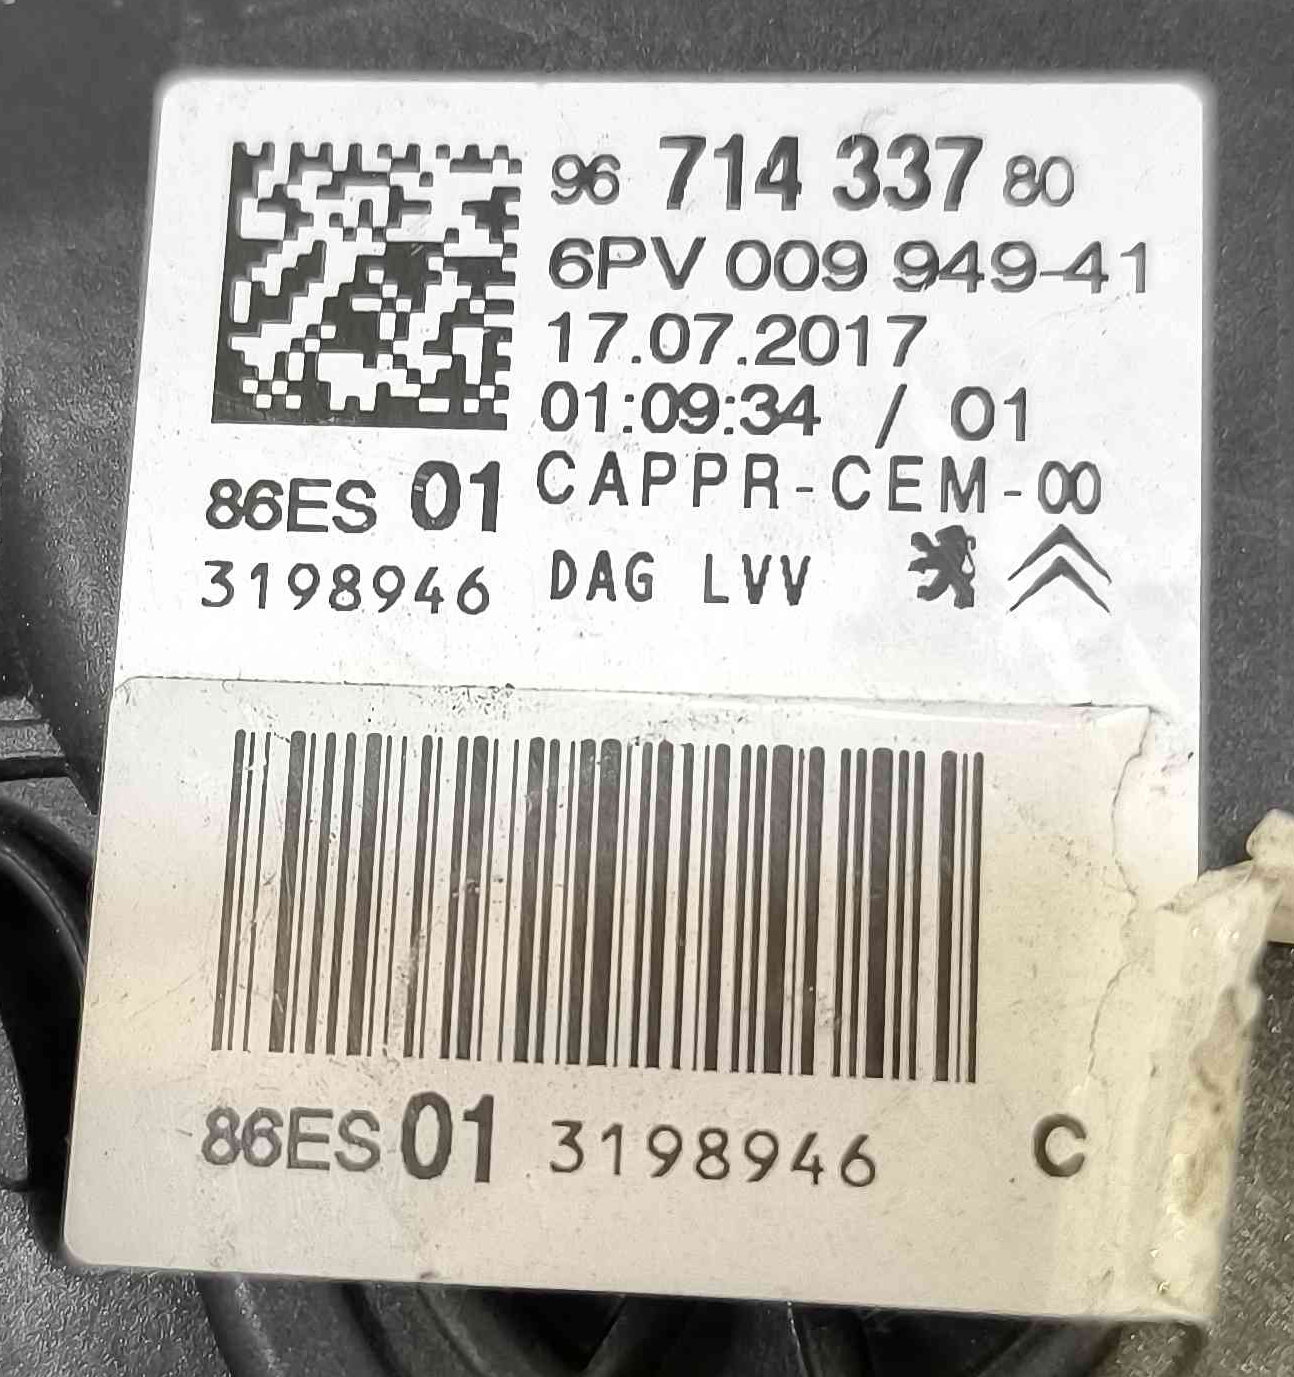 96 714 337 80
6PV 009 949-41
17.07.2017
01:09:34 / 01
86ES 01 CAPPR-CEM-00
3198946 DAG LVV
86ES 01 3198946 C